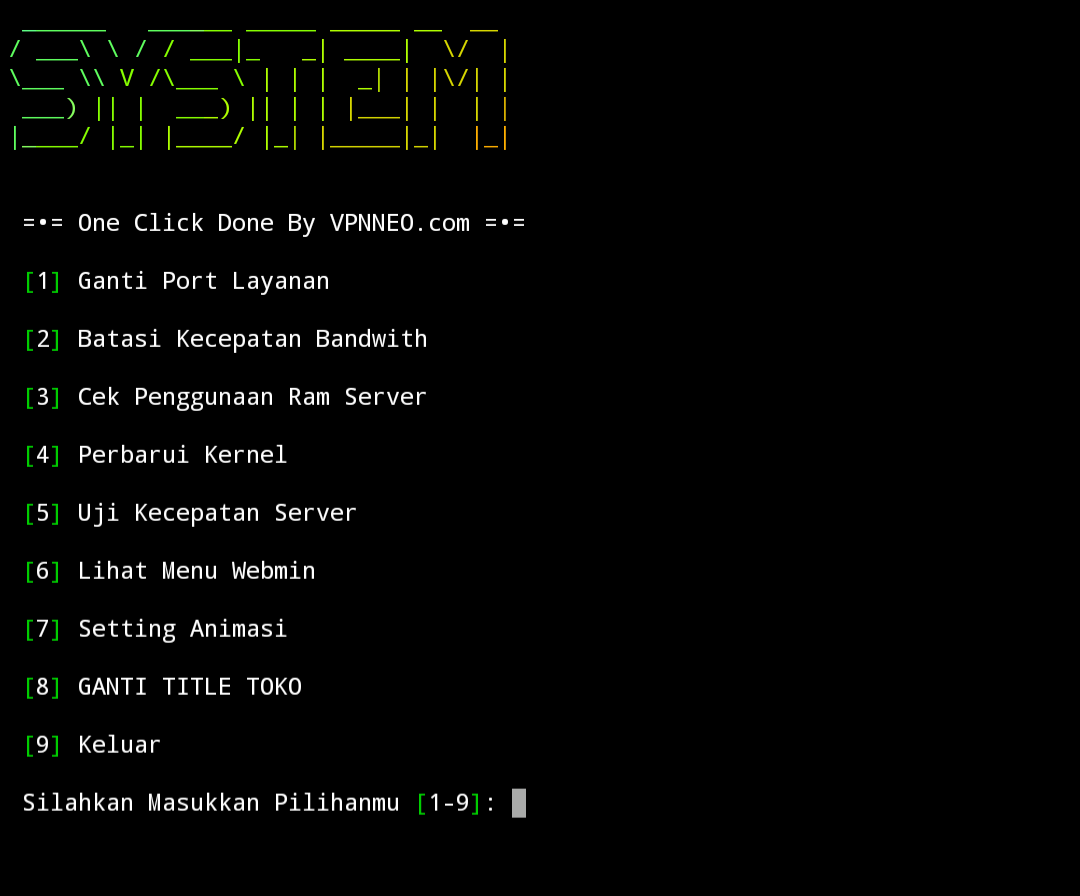 SYSTEM
=•= One Click Done By VPNNEO.com =•=
[1] Ganti Port Layanan
[2] Batasi Kecepatan Bandwith
[3] Cek Penggunaan Ram Server
[4] Perbarui Kernel
[5] Uji Kecepatan Server
[6] Lihat Menu Webmin
[7] Setting Animasi
[8] GANTI TITLE TOKO
[9] Keluar
Silahkan Masukkan Pilihanmu [1-9]: